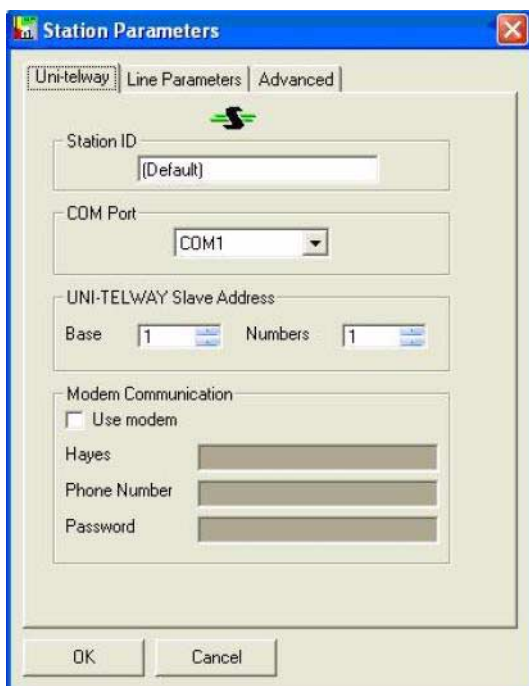 Station Parameters
Uni-telway Line Parameters Advanced
Station ID
(Default)
COM Port
COM1
UNI-TELWAY Slave Address
Base 1 Numbers 1
Modem Communication
Use modem
Hayes
Phone Number
Password
OK Cancel